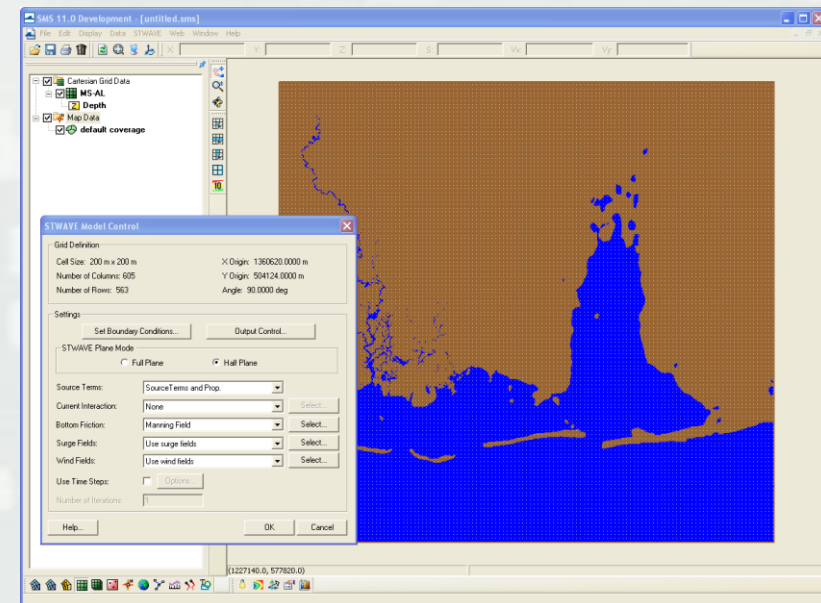 SMS 11.0 Development - [untitled.sms]
File Edit Display Data STWAVE Web Window Help
X: Y: Z: S: Vx: Vy:
Cartesian Grid Data
MS-AL
Z Depth
Map Data
default coverage
STWAVE Model Control
Grid Definition
Cell Size: 200 m x 200 m X Origin: 1360620.0000 m
Number of Columns: 605 Y Origin: 504124.0000 m
Number of Rows: 563 Angle: 90.0000 deg
Settings
Set Boundary Conditions... Output Control...
STWAVE Plane Mode
Full Plane Half Plane
Source Terms: SourceTerms and Prop.
Current Interaction: None Select...
Bottom Friction: Manning Field Select...
Surge Fields: Use surge fields Select...
Wind Fields: Use wind fields Select...
Use Time Steps: Options...
Number of Iterations: 1
Help... OK Cancel
(1227140.0, 577820.0)